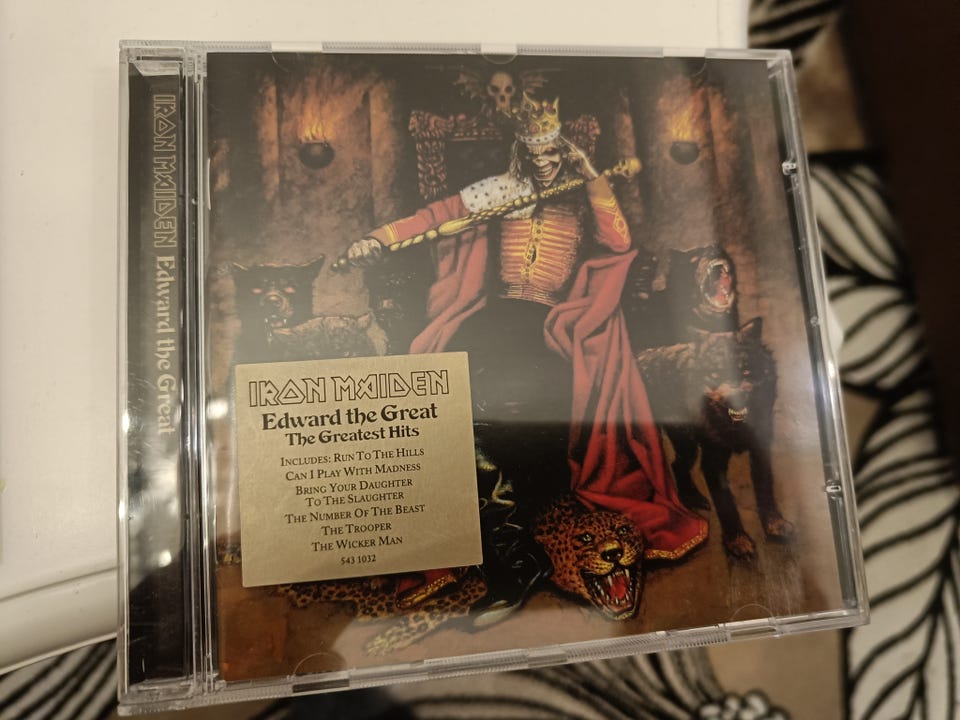 IRON MAIDEN Edward the Great
IRON MAIDEN
Edward the Great
The Greatest Hits
INCLUDES: RUN TO THE HILLS
CAN I PLAY WITH MADNESS
BRING YOUR DAUGHTER
TO THE SLAUGHTER
THE NUMBER OF THE BEAST
THE TROOPER
THE WICKER MAN
543 1032